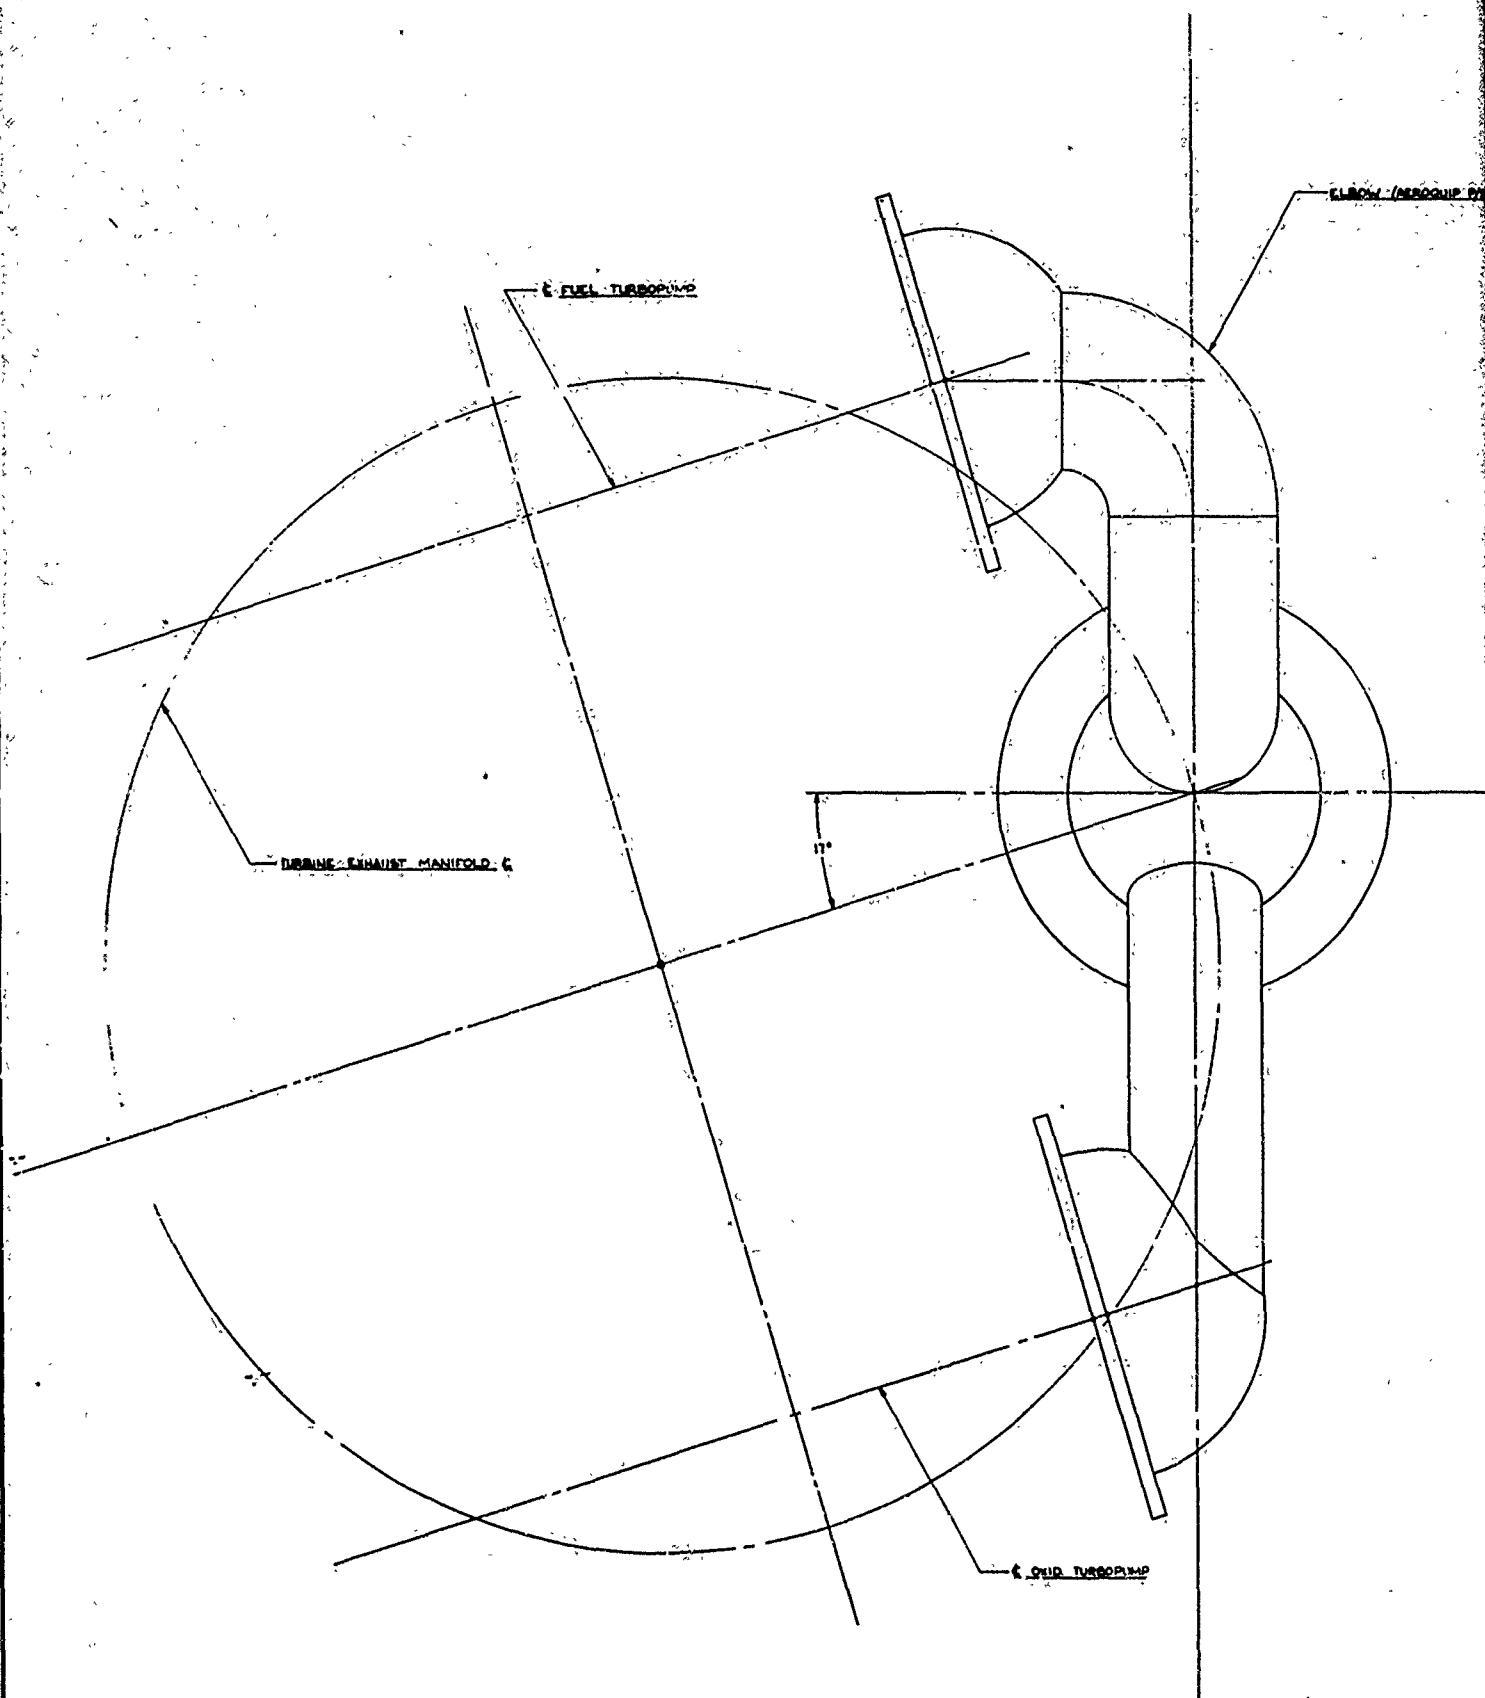 ELBOW (AEROQUIP P/
℄ FUEL TURBOPUMP
17°
TURBINE EXHAUST MANIFOLD ℄
℄ OXID TURBOPUMP